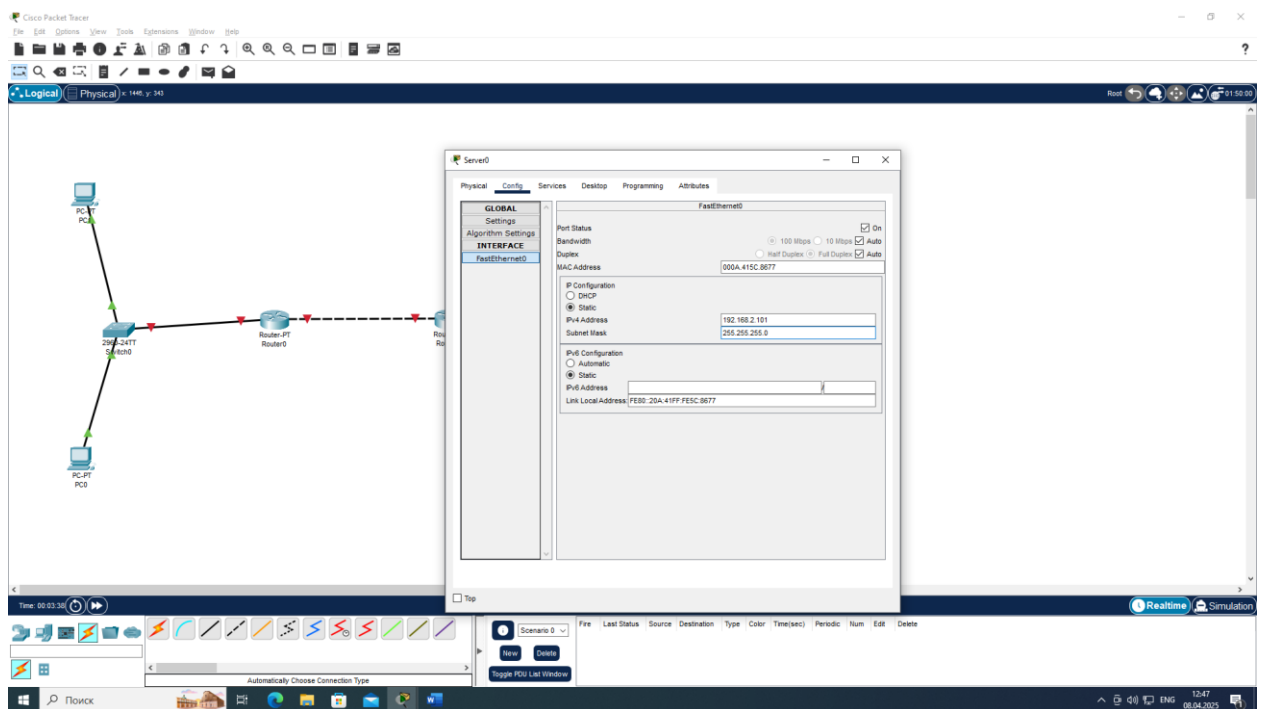 Cisco Packet Tracer
File Edit Options View Tools Extensions Window Help
?
Logical Physical x: 1446, y: 343
Root 01:50:00
Server0
Physical Config Services Desktop Programming Attributes
GLOBAL
Settings
Algorithm Settings
INTERFACE
FastEthernet0
FastEthernet0
Port Status On
Bandwidth 100 Mbps 10 Mbps Auto
Duplex Half Duplex Full Duplex Auto
MAC Address 000A.415C.8677
IP Configuration
DHCP
Static
IPv4 Address 192.168.2.101
Subnet Mask 255.255.255.0
IPv6 Configuration
Automatic
Static
IPv6 Address /
Link Local Address: FE80::20A:41FF:FE5C:8677
Top
PC-PT
2960-24TT
Switch0
Router-PT
Router0
PC-PT
PC0
Time: 00:03:38
Realtime Simulation
Scenario 0
New Delete
Toggle PDU List Window
Fire Last Status Source Destination Type Color Time(sec) Periodic Num Edit Delete
Automatically Choose Connection Type
Поиск
ENG
12:47
08.04.2025